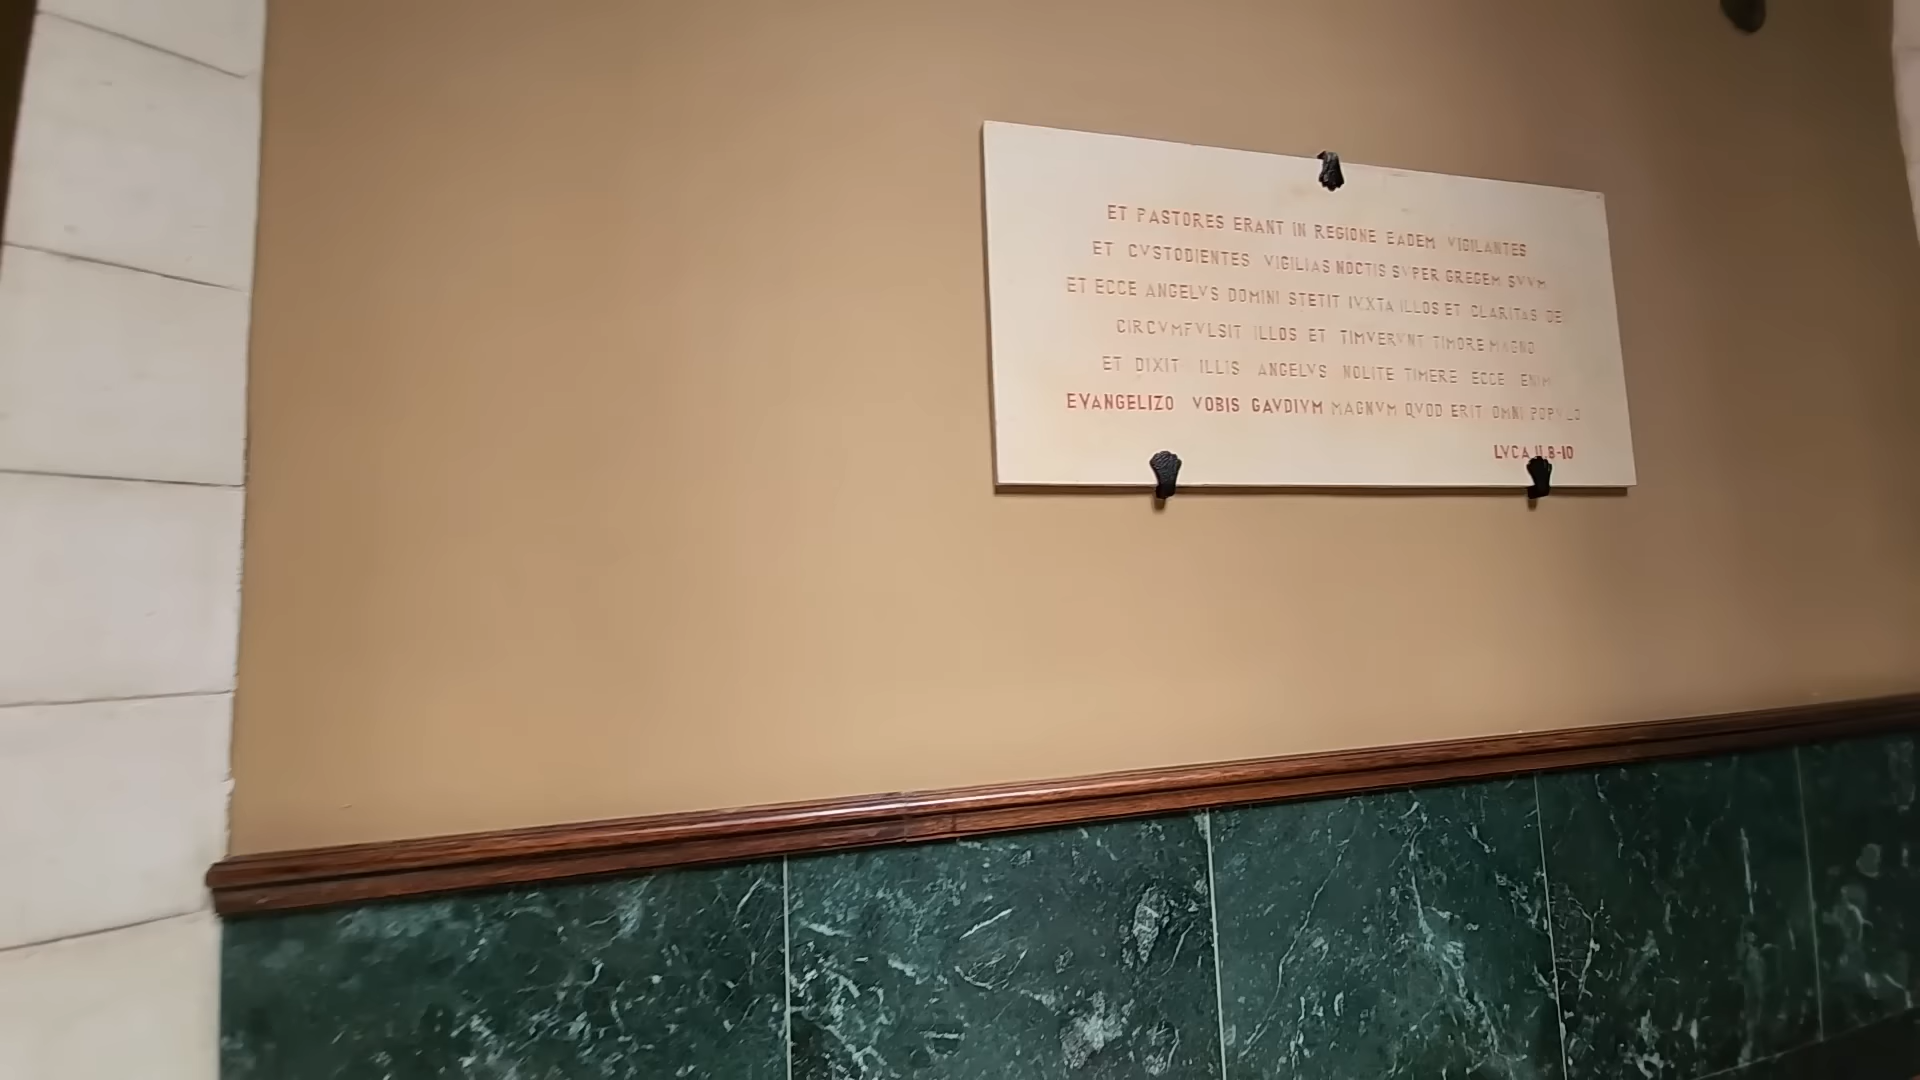 ET PASTORES ERANT IN REGIONE EADEM VIGILANTES
ET CVSTODIENTES VIGILIAS NOCTIS SVPER GREGEM SVVM
ET ECCE ANGELVS DOMINI STETIT IVXTA ILLOS ET CLARITAS DEI
CIRCVMFVLSIT ILLOS ET TIMVERVNT TIMORE MAGNO
ET DIXIT ILLIS ANGELVS NOLITE TIMERE ECCE ENIM
EVANGELIZO VOBIS GAVDIVM MAGNVM QVOD ERIT OMNI POPVLO
LVCA II.8-10